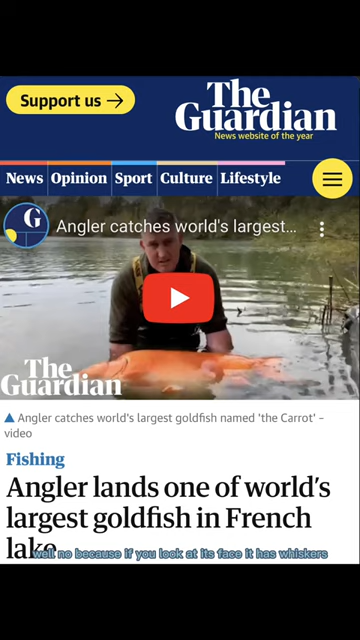 Support us →
The
Guardian
News website of the year
News
Opinion
Sport
Culture
Lifestyle
G
Angler catches world's largest...
The
Guardian
Angler catches world's largest goldfish named 'the Carrot' –
video
Fishing
Angler lands one of world's
largest goldfish in French
lake
well no because if you look at its face it has whiskers